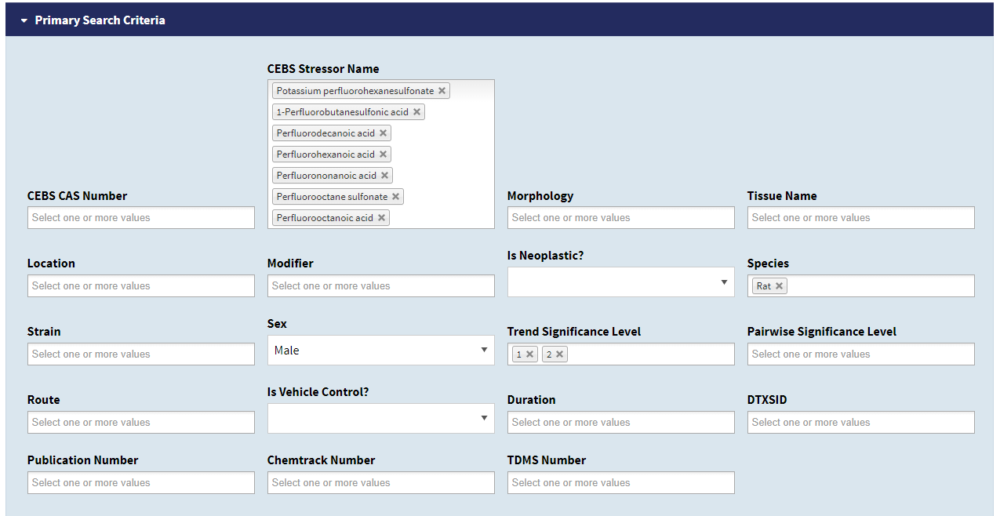 Primary Search Criteria
CEBS CAS Number
Select one or more values
CEBS Stressor Name
Potassium perfluorohexanesulfonate ✕
1-Perfluorobutanesulfonic acid ✕
Perfluorodecanoic acid ✕
Perfluorohexanoic acid ✕
Perfluorononanoic acid ✕
Perfluorooctane sulfonate ✕
Perfluorooctanoic acid ✕
Morphology
Select one or more values
Tissue Name
Select one or more values
Location
Select one or more values
Modifier
Select one or more values
Is Neoplastic?
Species
Rat ✕
Strain
Select one or more values
Sex
Male
Trend Significance Level
1 ✕ 2 ✕
Pairwise Significance Level
Select one or more values
Route
Select one or more values
Is Vehicle Control?
Duration
Select one or more values
DTXSID
Select one or more values
Publication Number
Select one or more values
Chemtrack Number
Select one or more values
TDMS Number
Select one or more values